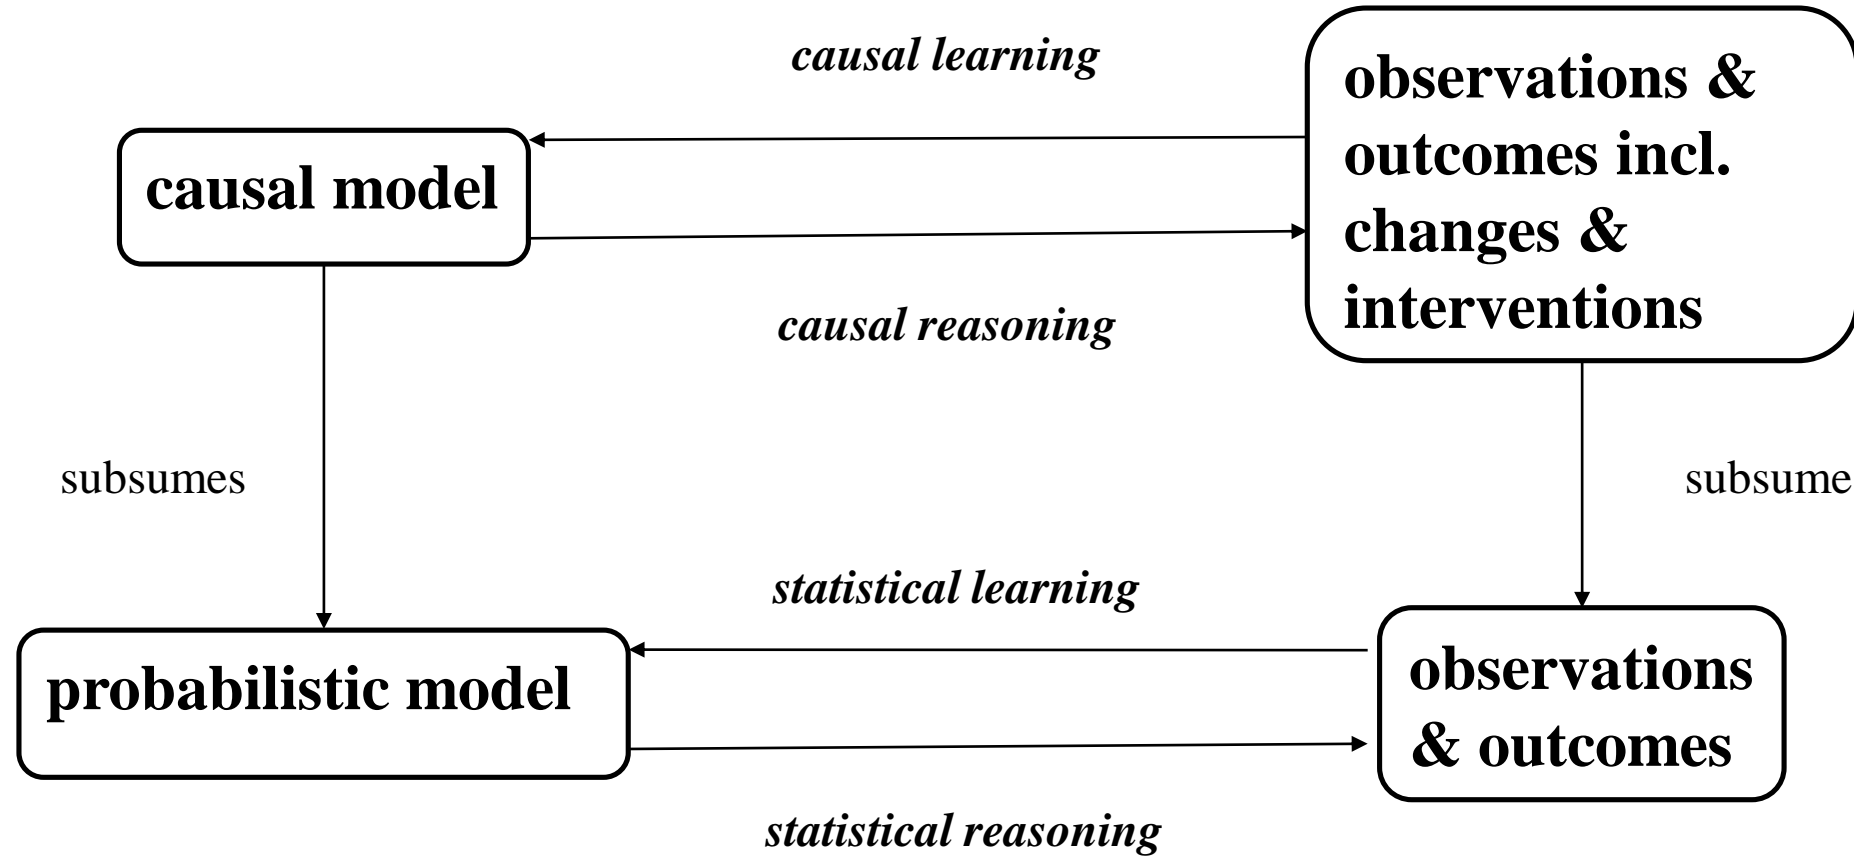 causal learning
observations &
outcomes incl.
changes &
interventions
causal model
causal reasoning
subsumes
subsume
statistical learning
probabilistic model
observations
& outcomes
statistical reasoning